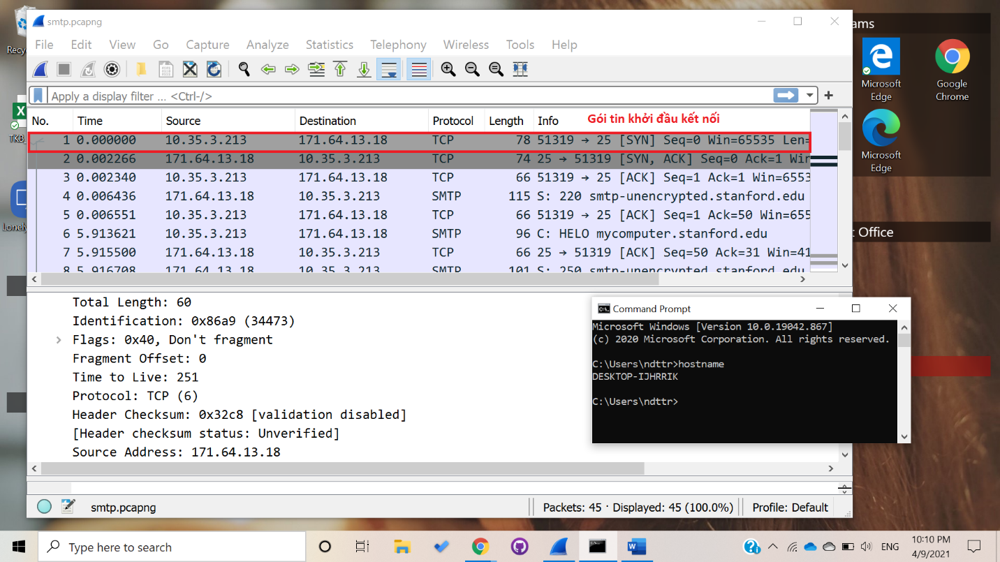 smtp.pcapng
ams
Recyc
File Edit View Go Capture Analyze Statistics Telephony Wireless Tools Help
Microsoft Edge
Google Chrome
Apply a display filter ... <Ctrl-/>
TKB_
No. Time Source Destination Protocol Length Info
Gói tin khởi đầu kết nối
1 0.000000 10.35.3.213 171.64.13.18 TCP 78 51319 → 25 [SYN] Seq=0 Win=65535 Len=
2 0.002266 171.64.13.18 10.35.3.213 TCP 74 25 → 51319 [SYN, ACK] Seq=0 Ack=1 Win
3 0.002340 10.35.3.213 171.64.13.18 TCP 66 51319 → 25 [ACK] Seq=1 Ack=1 Win=6553
4 0.006436 171.64.13.18 10.35.3.213 SMTP 115 S: 220 smtp-unencrypted.stanford.edu
5 0.006551 10.35.3.213 171.64.13.18 TCP 66 51319 → 25 [ACK] Seq=1 Ack=50 Win=655
6 5.913621 10.35.3.213 171.64.13.18 SMTP 96 C: HELO mycomputer.stanford.edu
7 5.915500 171.64.13.18 10.35.3.213 TCP 66 25 → 51319 [ACK] Seq=50 Ack=31 Win=41
8 5.916708 171.64.13.18 10.35.3.213 SMTP 101 S: 250 smtp-unencrypted.stanford.edu
Microsoft Edge
Lonely
t Office
Total Length: 60
Identification: 0x86a9 (34473)
Flags: 0x40, Don't fragment
Fragment Offset: 0
Time to Live: 251
Protocol: TCP (6)
Header Checksum: 0x32c8 [validation disabled]
[Header checksum status: Unverified]
Source Address: 171.64.13.18
Command Prompt
Microsoft Windows [Version 10.0.19042.867]
(c) 2020 Microsoft Corporation. All rights reserved.
C:\Users\ndttr>hostname
DESKTOP-IJHRRIK
C:\Users\ndttr>
smtp.pcapng
Packets: 45 · Displayed: 45 (100.0%)
Profile: Default
Type here to search
ENG
10:10 PM
4/9/2021